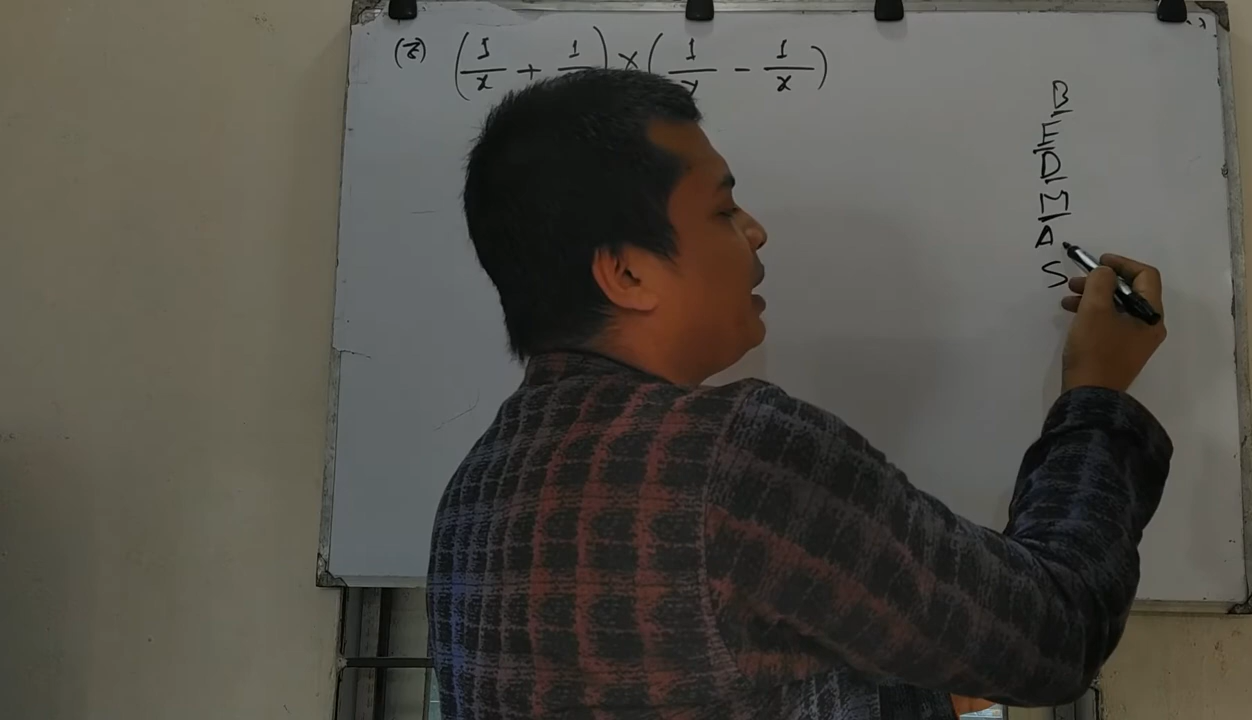 (Z) (1/x + 1/ ) × (1/y − 1/x)
B
E
D
M
A
S